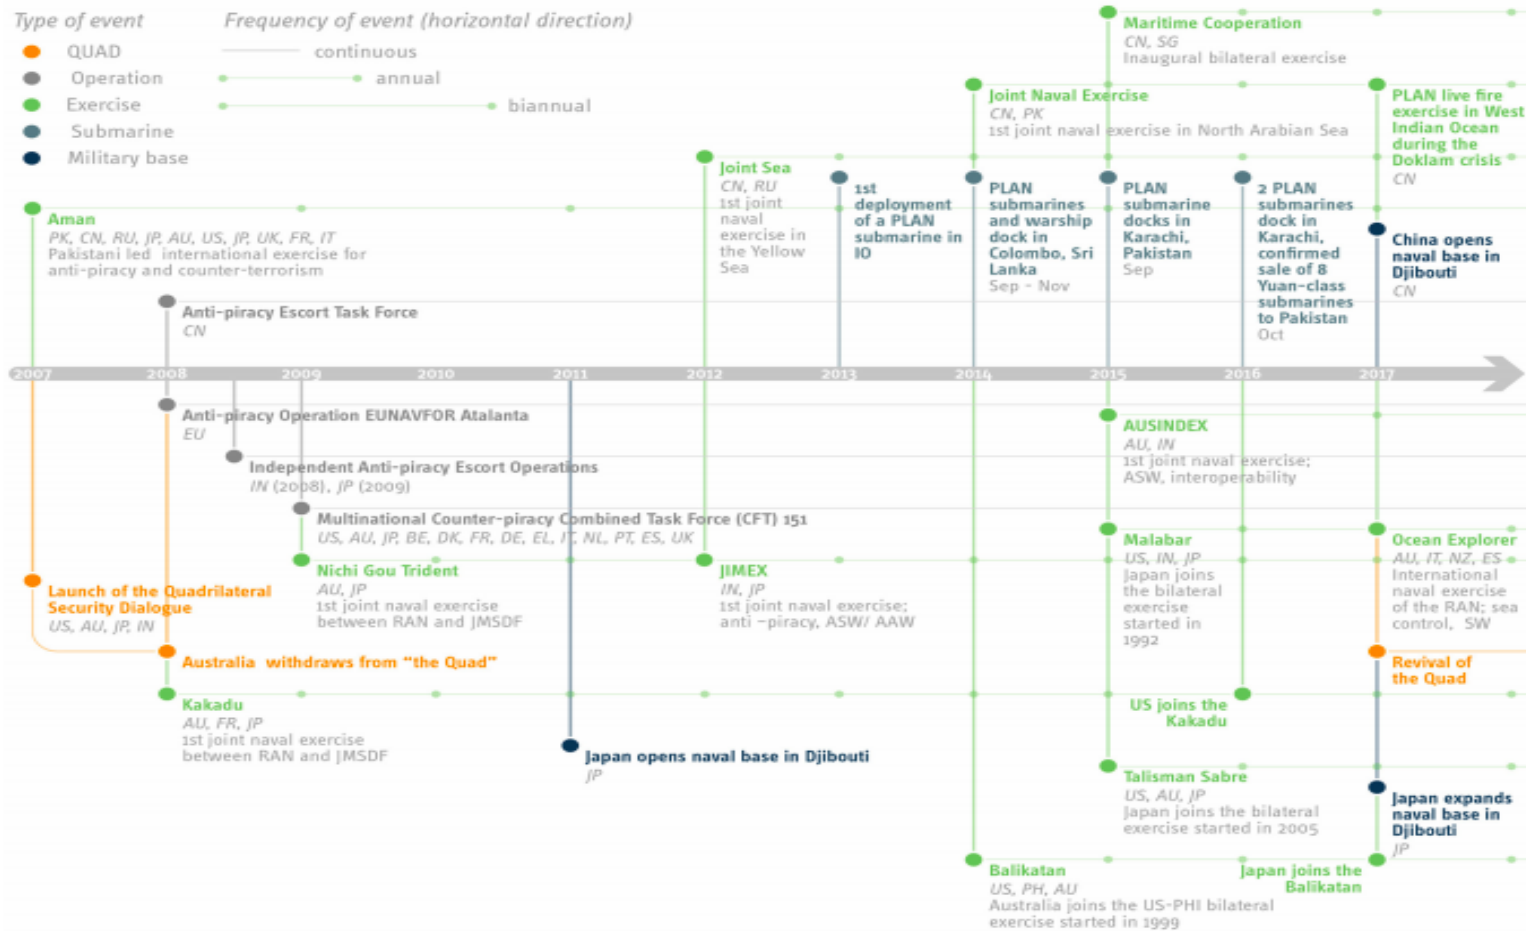 Type of event
Frequency of event (horizontal direction)
QUAD
continuous
Operation
annual
Exercise
biannual
Submarine
Military base
Maritime Cooperation
CN, SG
Inaugural bilateral exercise
Joint Naval Exercise
CN, PK
1st joint naval exercise in North Arabian Sea
PLAN live fire
exercise in West
Indian Ocean
during the
Doklam crisis
CN
Joint Sea
CN, RU
1st joint
naval
exercise in
the Yellow
Sea
1st
deployment
of a PLAN
submarine in
IO
PLAN
submarines
and warship
dock in
Colombo, Sri
Lanka
Sep - Nov
PLAN
submarine
docks in
Karachi,
Pakistan
Sep
2 PLAN
submarines
dock in
Karachi,
confirmed
sale of 8
Yuan-class
submarines
to Pakistan
Oct
China opens
naval base in
Djibouti
CN
Aman
PK, CN, RU, JP, AU, US, JP, UK, FR, IT
Pakistani led international exercise for
anti-piracy and counter-terrorism
Anti-piracy Escort Task Force
CN
2007
2008
2009
2010
2011
2012
2013
2014
2015
2016
2017
Anti-piracy Operation EUNAVFOR Atalanta
EU
Independent Anti-piracy Escort Operations
IN (2008), JP (2009)
Multinational Counter-piracy Combined Task Force (CFT) 151
US, AU, JP, BE, DK, FR, DE, EL, IT, NL, PT, ES, UK
Nichi Gou Trident
AU, JP
1st joint naval exercise
between RAN and JMSDF
JIMEX
IN, JP
1st joint naval exercise;
anti -piracy, ASW/ AAW
AUSINDEX
AU, IN
1st joint naval exercise;
ASW, interoperability
Malabar
US, IN, JP
Japan joins
the bilateral
exercise
started in
1992
Ocean Explorer
AU, IT, NZ, ES
International
naval exercise
of the RAN; sea
control, SW
Launch of the Quadrilateral
Security Dialogue
US, AU, JP, IN
Australia withdraws from “the Quad”
Revival of
the Quad
Kakadu
AU, FR, JP
1st joint naval exercise
between RAN and JMSDF
US joins the
Kakadu
Japan opens naval base in Djibouti
JP
Talisman Sabre
US, AU, JP
Japan joins the bilateral
exercise started in 2005
Japan expands
naval base in
Djibouti
JP
Balikatan
US, PH, AU
Australia joins the US-PHI bilateral
exercise started in 1999
Japan joins the
Balikatan